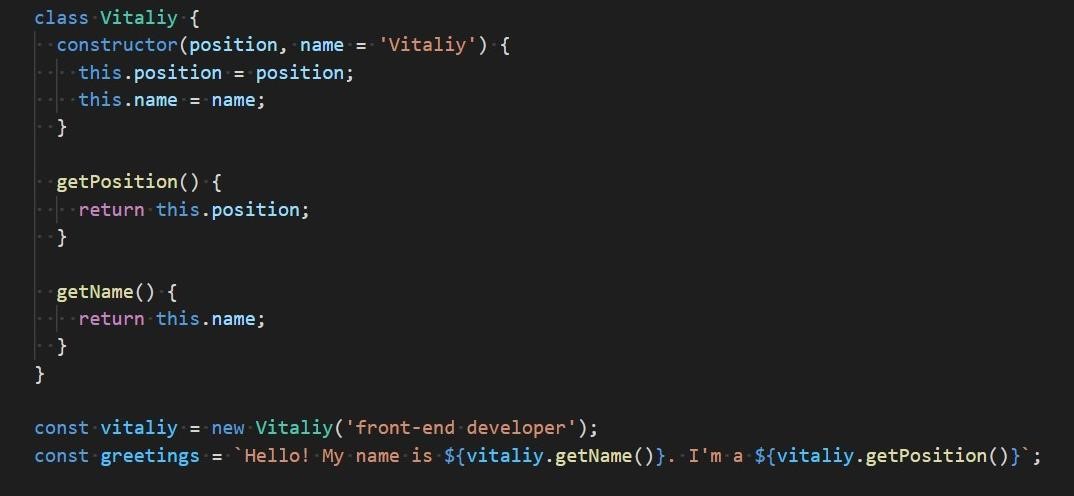 class Vitaliy {
  constructor(position, name = 'Vitaliy') {
    this.position = position;
    this.name = name;
  }

  getPosition() {
    return this.position;
  }

  getName() {
    return this.name;
  }
}

const vitaliy = new Vitaliy('front-end developer');
const greetings = `Hello! My name is ${vitaliy.getName()}. I'm a ${vitaliy.getPosition()}`;